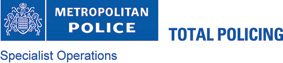 METROPOLITAN
POLICE
TOTAL POLICING
Specialist Operations